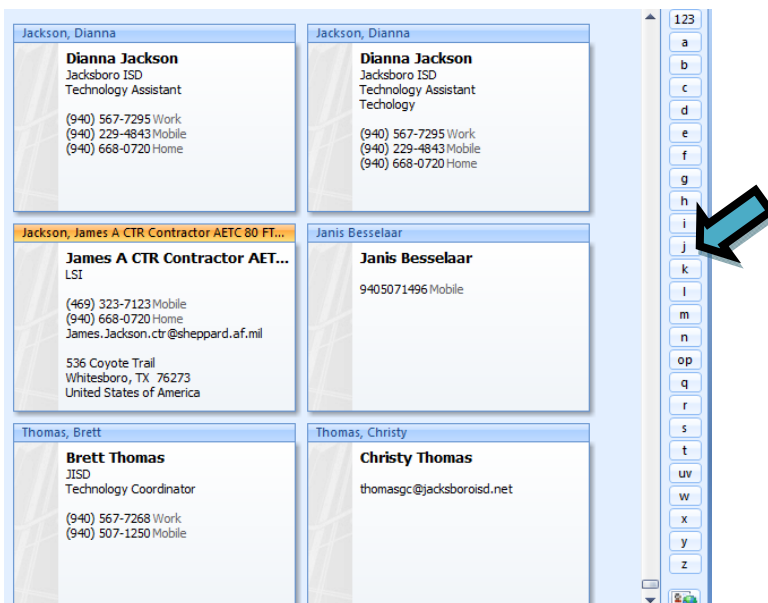 Jackson, Dianna
Dianna Jackson
Jacksboro ISD
Technology Assistant
(940) 567-7295 Work
(940) 229-4843 Mobile
(940) 668-0720 Home
Jackson, Dianna
Dianna Jackson
Jacksboro ISD
Technology Assistant
Techology
(940) 567-7295 Work
(940) 229-4843 Mobile
(940) 668-0720 Home
Jackson, James A CTR Contractor AETC 80 FT...
James A CTR Contractor AET...
LSI
(469) 323-7123 Mobile
(940) 668-0720 Home
James.Jackson.ctr@sheppard.af.mil
536 Coyote Trail
Whitesboro, TX 76273
United States of America
Janis Besselaar
Janis Besselaar
9405071496 Mobile
Thomas, Brett
Brett Thomas
JISD
Technology Coordinator
(940) 567-7268 Work
(940) 507-1250 Mobile
Thomas, Christy
Christy Thomas
thomasgc@jacksboroisd.net
123
a
b
c
d
e
f
g
h
i
j
k
l
m
n
op
q
r
s
t
uv
w
x
y
z